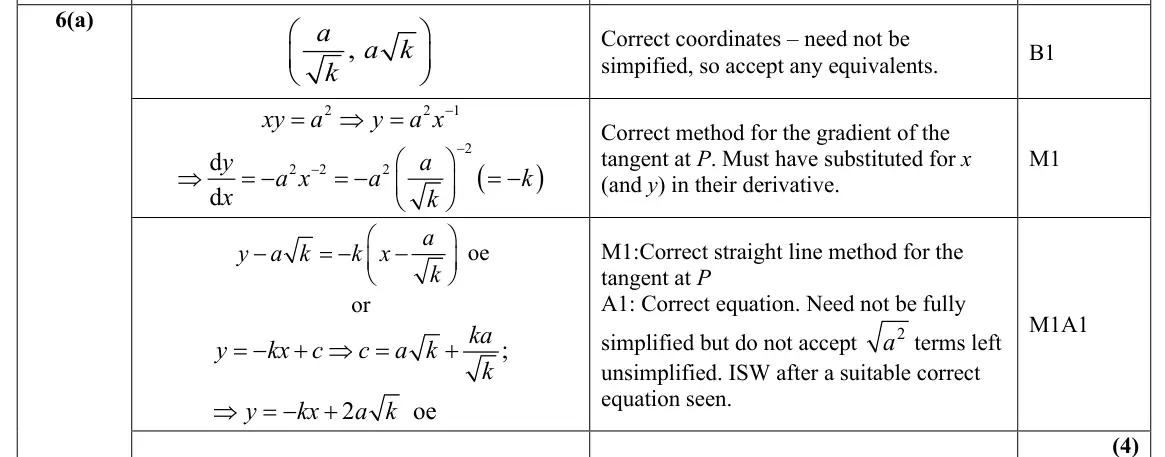 6(a)
(a/√k, a√k)
Correct coordinates – need not be
simpified, so accept any equivalents.
B1
xy = a² ⇒ y = a²x⁻¹
⇒ dy/dx = −a²x⁻² = −a²(a/√k)⁻² (= −k)
Correct method for the gradient of the
tangent at P. Must have substituted for x
(and y) in their derivative.
M1
y − a√k = −k(x − a/√k) oe
or
y = −kx + c ⇒ c = a√k + ka/√k;
⇒ y = −kx + 2a√k oe
M1:Correct straight line method for the
tangent at P
A1: Correct equation. Need not be fully
simplified but do not accept √a² terms left
unsimplified. ISW after a suitable correct
equation seen.
M1A1
(4)